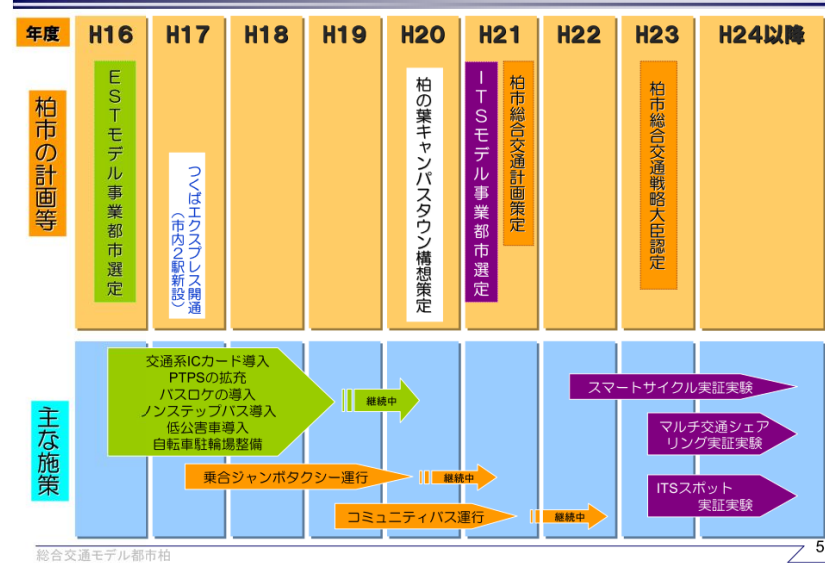 年度
H16
H17
H18
H19
H20
H21
H22
H23
H24以降
柏市の計画等
ESTモデル事業都市選定
つくばエクスプレス開通
（市内２駅新設）
柏の葉キャンパスタウン構想策定
ITSモデル事業都市選定
柏市総合交通計画策定
柏市総合交通戦略大臣認定
主な施策
交通系ICカード導入
PTPSの拡充
バスロケの導入
ノンステップバス導入
低公害車導入
自転車駐輪場整備
継続中
乗合ジャンボタクシー運行
継続中
コミュニティバス運行
継続中
スマートサイクル実証実験
マルチ交通シェア
リング実証実験
ITSスポット
実証実験
総合交通モデル都市柏
5